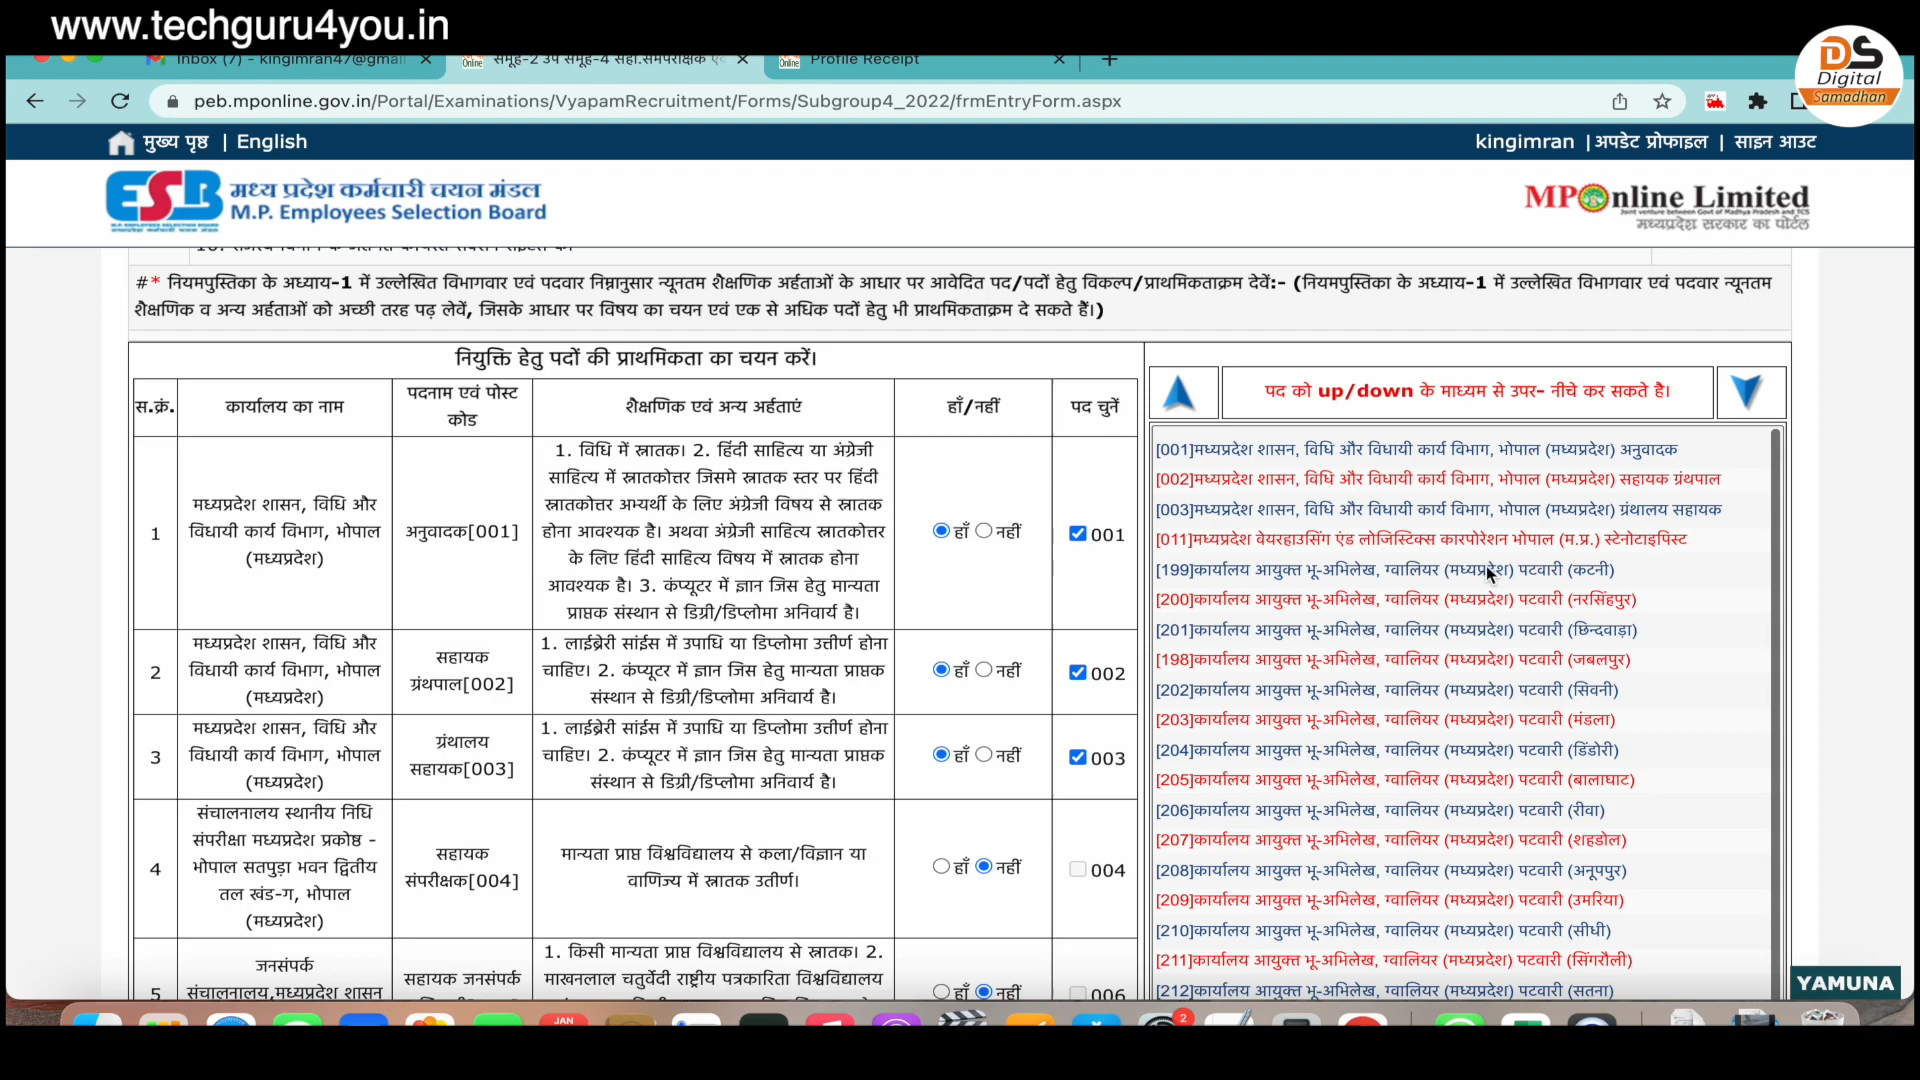 www.techguru4you.in
DS
Digital
Samadhan
Inbox (7) - kingimran47@gmail
Profile Receipt
peb.mponline.gov.in/Portal/Examinations/VyapamRecruitment/Forms/Subgroup4_2022/frmEntryForm.aspx
मुख्य पृष्ठ | English
kingimran |अपडेट प्रोफाइल | साइन आउट
ESB मध्य प्रदेश कर्मचारी चयन मंडल
M.P. Employees Selection Board
MPOnline Limited
Joint venture between Govt of Madhya Pradesh and TCS
मध्यप्रदेश सरकार का पोर्टल
#* नियमपुस्तिका के अध्याय-1 में उल्लेखित विभागवार एवं पदवार निम्नानुसार न्यूनतम शैक्षणिक अर्हताओं के आधार पर आवेदित पद/पदों हेतु विकल्प/प्राथमिकताक्रम देवें:- (नियमपुस्तिका के अध्याय-1 में उल्लेखित विभागवार एवं पदवार न्यूनतम
शैक्षणिक व अन्य अर्हताओं को अच्छी तरह पढ़ लेवें, जिसके आधार पर विषय का चयन एवं एक से अधिक पदों हेतु भी प्राथमिकताक्रम दे सकते हैं।)
नियुक्ति हेतु पदों की प्राथमिकता का चयन करें।
स.क्रं.
कार्यालय का नाम
पदनाम एवं पोस्ट
कोड
शैक्षणिक एवं अन्य अर्हताएं
हाँ/नहीं
पद चुनें
1
मध्यप्रदेश शासन, विधि और
विधायी कार्य विभाग, भोपाल
(मध्यप्रदेश)
अनुवादक[001]
1. विधि में स्नातक। 2. हिंदी साहित्य या अंग्रेजी
साहित्य में स्नातकोत्तर जिसमे स्नातक स्तर पर हिंदी
स्नातकोत्तर अभ्यर्थी के लिए अंग्रेजी विषय से स्नातक
होना आवश्यक है। अथवा अंग्रेजी साहित्य स्नातकोत्तर
के लिए हिंदी साहित्य विषय में स्नातक होना
आवश्यक है। 3. कंप्यूटर में ज्ञान जिस हेतु मान्यता
प्राप्तक संस्थान से डिग्री/डिप्लोमा अनिवार्य है।
हाँ नहीं
001
2
मध्यप्रदेश शासन, विधि और
विधायी कार्य विभाग, भोपाल
(मध्यप्रदेश)
सहायक
ग्रंथपाल[002]
1. लाईब्रेरी सांईस में उपाधि या डिप्लोमा उत्तीर्ण होना
चाहिए। 2. कंप्यूटर में ज्ञान जिस हेतु मान्यता प्राप्तक
संस्थान से डिग्री/डिप्लोमा अनिवार्य है।
हाँ नहीं
002
3
मध्यप्रदेश शासन, विधि और
विधायी कार्य विभाग, भोपाल
(मध्यप्रदेश)
ग्रंथालय
सहायक[003]
1. लाईब्रेरी सांईस में उपाधि या डिप्लोमा उत्तीर्ण होना
चाहिए। 2. कंप्यूटर में ज्ञान जिस हेतु मान्यता प्राप्तक
संस्थान से डिग्री/डिप्लोमा अनिवार्य है।
हाँ नहीं
003
4
संचालनालय स्थानीय निधि
संपरीक्षा मध्यप्रदेश प्रकोष्ठ -
भोपाल सतपुड़ा भवन द्वितीय
तल खंड-ग, भोपाल
(मध्यप्रदेश)
सहायक
संपरीक्षक[004]
मान्यता प्राप्त विश्वविद्यालय से कला/विज्ञान या
वाणिज्य में स्नातक उतीर्ण।
हाँ नहीं
004
5
जनसंपर्क
संचालनालय,मध्यप्रदेश शासन
सहायक जनसंपर्क
1. किसी मान्यता प्राप्त विश्वविद्यालय से स्नातक। 2.
माखनलाल चतुर्वेदी राष्ट्रीय पत्रकारिता विश्वविद्यालय
हाँ नहीं
006
पद को up/down के माध्यम से उपर- नीचे कर सकते है।
[001]मध्यप्रदेश शासन, विधि और विधायी कार्य विभाग, भोपाल (मध्यप्रदेश) अनुवादक
[002]मध्यप्रदेश शासन, विधि और विधायी कार्य विभाग, भोपाल (मध्यप्रदेश) सहायक ग्रंथपाल
[003]मध्यप्रदेश शासन, विधि और विधायी कार्य विभाग, भोपाल (मध्यप्रदेश) ग्रंथालय सहायक
[011]मध्यप्रदेश वेयरहाउसिंग एंड लोजिस्टिक्स कारपोरेशन भोपाल (म.प्र.) स्टेनोटाइपिस्ट
[199]कार्यालय आयुक्त भू-अभिलेख, ग्वालियर (मध्यप्रदेश) पटवारी (कटनी)
[200]कार्यालय आयुक्त भू-अभिलेख, ग्वालियर (मध्यप्रदेश) पटवारी (नरसिंहपुर)
[201]कार्यालय आयुक्त भू-अभिलेख, ग्वालियर (मध्यप्रदेश) पटवारी (छिन्दवाड़ा)
[198]कार्यालय आयुक्त भू-अभिलेख, ग्वालियर (मध्यप्रदेश) पटवारी (जबलपुर)
[202]कार्यालय आयुक्त भू-अभिलेख, ग्वालियर (मध्यप्रदेश) पटवारी (सिवनी)
[203]कार्यालय आयुक्त भू-अभिलेख, ग्वालियर (मध्यप्रदेश) पटवारी (मंडला)
[204]कार्यालय आयुक्त भू-अभिलेख, ग्वालियर (मध्यप्रदेश) पटवारी (डिंडोरी)
[205]कार्यालय आयुक्त भू-अभिलेख, ग्वालियर (मध्यप्रदेश) पटवारी (बालाघाट)
[206]कार्यालय आयुक्त भू-अभिलेख, ग्वालियर (मध्यप्रदेश) पटवारी (रीवा)
[207]कार्यालय आयुक्त भू-अभिलेख, ग्वालियर (मध्यप्रदेश) पटवारी (शहडोल)
[208]कार्यालय आयुक्त भू-अभिलेख, ग्वालियर (मध्यप्रदेश) पटवारी (अनूपपुर)
[209]कार्यालय आयुक्त भू-अभिलेख, ग्वालियर (मध्यप्रदेश) पटवारी (उमरिया)
[210]कार्यालय आयुक्त भू-अभिलेख, ग्वालियर (मध्यप्रदेश) पटवारी (सीधी)
[211]कार्यालय आयुक्त भू-अभिलेख, ग्वालियर (मध्यप्रदेश) पटवारी (सिंगरौली)
[212]कार्यालय आयुक्त भू-अभिलेख, ग्वालियर (मध्यप्रदेश) पटवारी (सतना)
YAMUNA
JAN
2